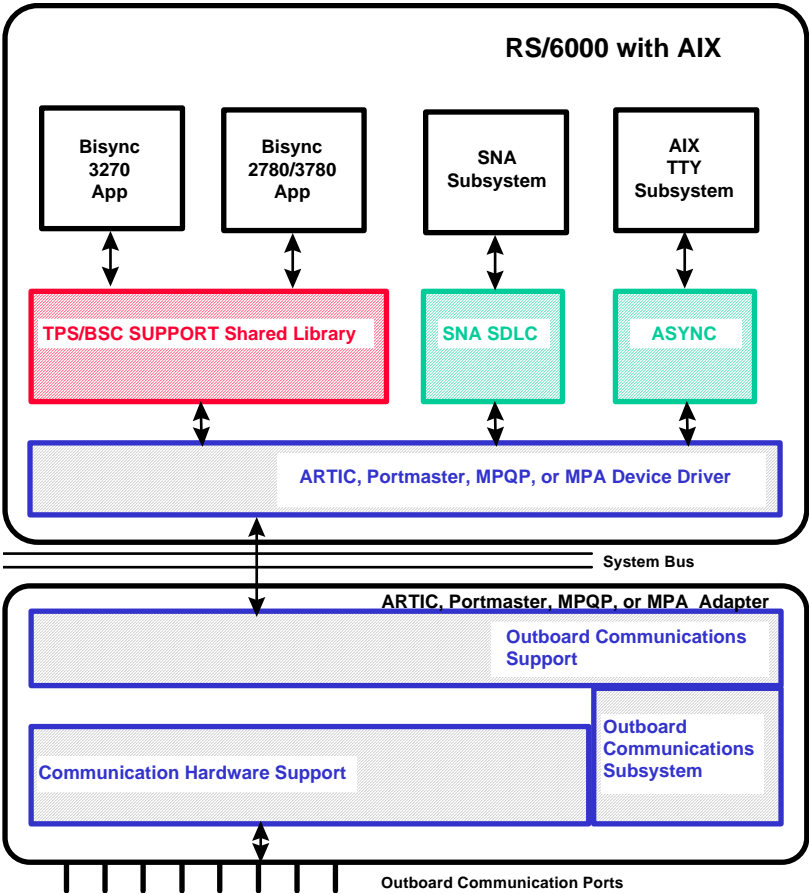 RS/6000 with AIX
Bisync
3270
App
Bisync
2780/3780
App
SNA
Subsystem
AIX
TTY
Subsystem
TPS/BSC SUPPORT Shared Library
SNA SDLC
ASYNC
ARTIC, Portmaster, MPQP, or MPA Device Driver
System Bus
ARTIC, Portmaster, MPQP, or MPA Adapter
Outboard Communications
Support
Outboard
Communications
Subsystem
Communication Hardware Support
Outboard Communication Ports